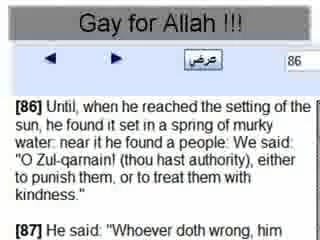 Gay for Allah !!!
عرض
86
[86] Until, when he reached the setting of the
sun, he found it set in a spring of murky
water: near it he found a people: We said:
"O Zul-qarnain! (thou hast authority), either
to punish them, or to treat them with
kindness."
[87] He said: "Whoever doth wrong, him